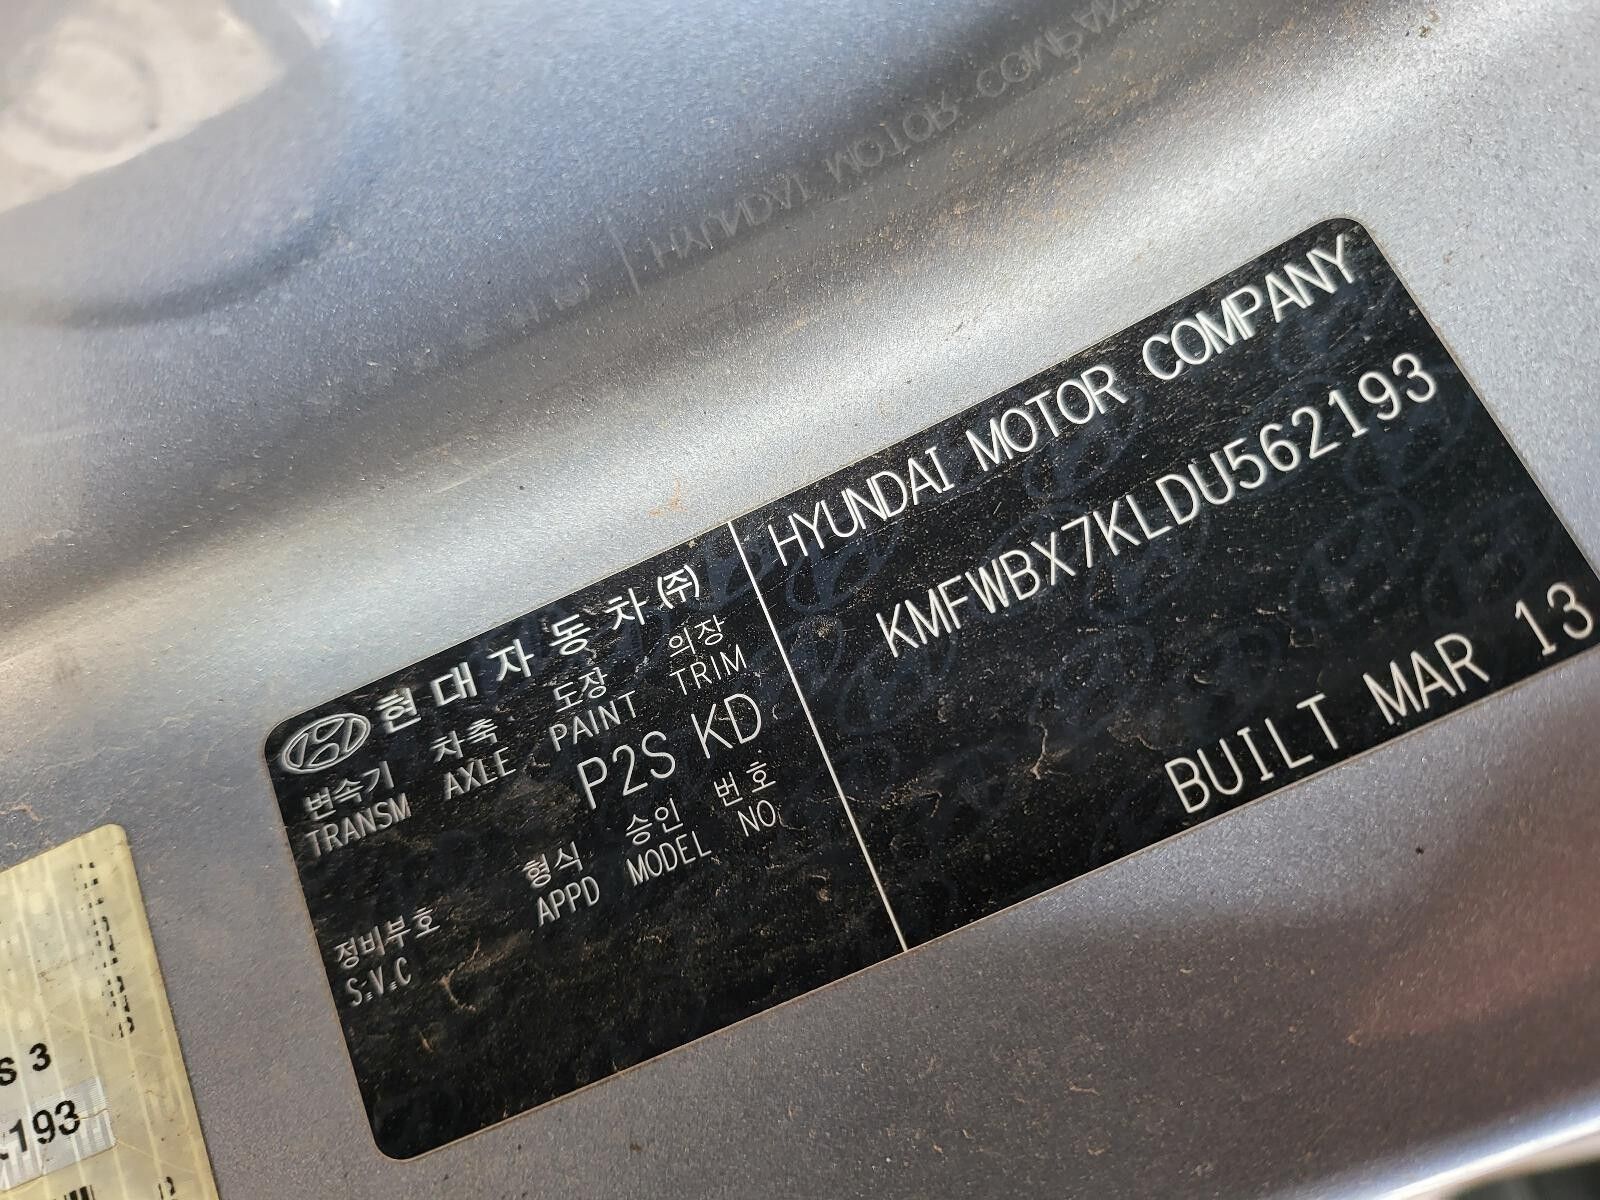 현대자동차(주)
변속기 차축 도장 의장
TRANSM AXLE PAINT TRIM
P2S KD
형식 승인 번호
APPD MODEL NO.
정비부호
S.V.C
HYUNDAI MOTOR COMPANY
KMFWBX7KLDU562193
BUILT MAR 13
S 3
193
HYUNDAI MOTOR COMPANY